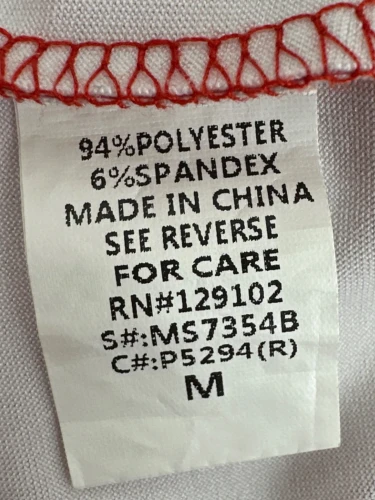 94%POLYESTER
6%SPANDEX
MADE IN CHINA
SEE REVERSE
FOR CARE
RN#129102
S#:MS7354B
C#:P5294(R)
M